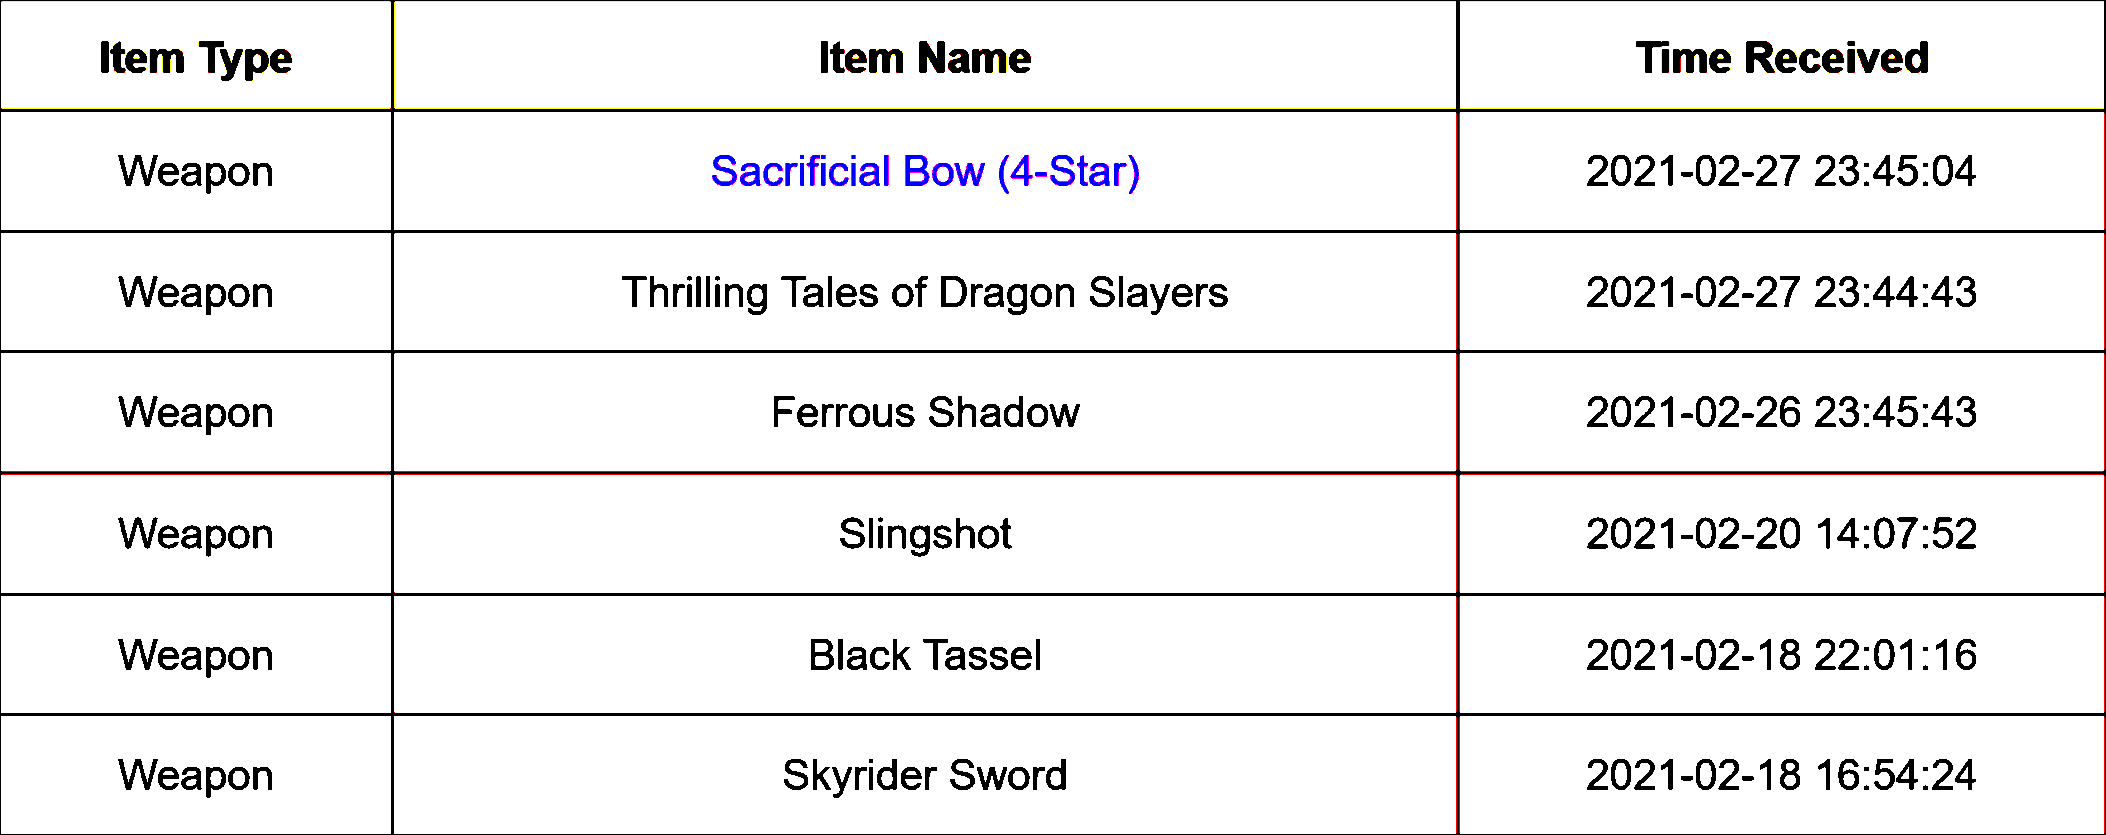 Item Type Item Name Time Received
Weapon Sacrificial Bow (4-Star) 2021-02-27 23:45:04
Weapon Thrilling Tales of Dragon Slayers 2021-02-27 23:44:43
Weapon Ferrous Shadow 2021-02-26 23:45:43
Weapon Slingshot 2021-02-20 14:07:52
Weapon Black Tassel 2021-02-18 22:01:16
Weapon Skyrider Sword 2021-02-18 16:54:24